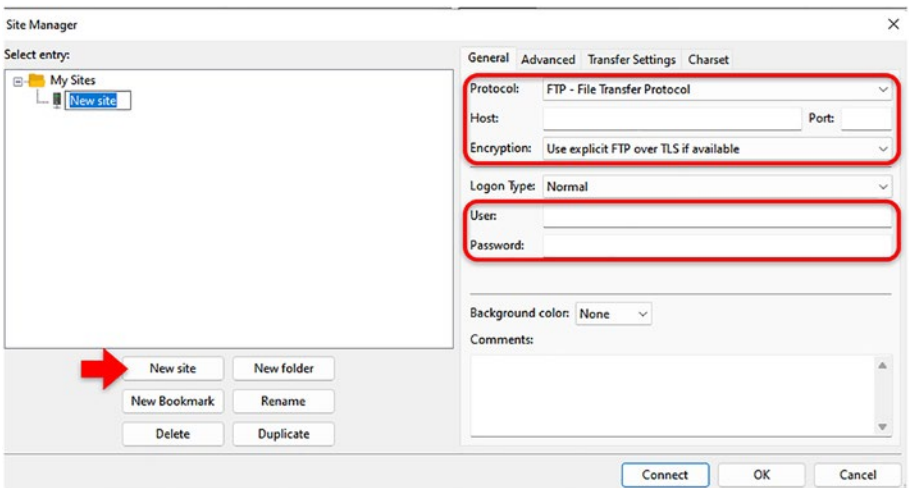 Site Manager
Select entry:
My Sites
New site
New site New folder
New Bookmark Rename
Delete Duplicate
General Advanced Transfer Settings Charset
Protocol: FTP - File Transfer Protocol
Host: Port:
Encryption: Use explicit FTP over TLS if available
Logon Type: Normal
User:
Password:
Background color: None
Comments:
Connect OK Cancel